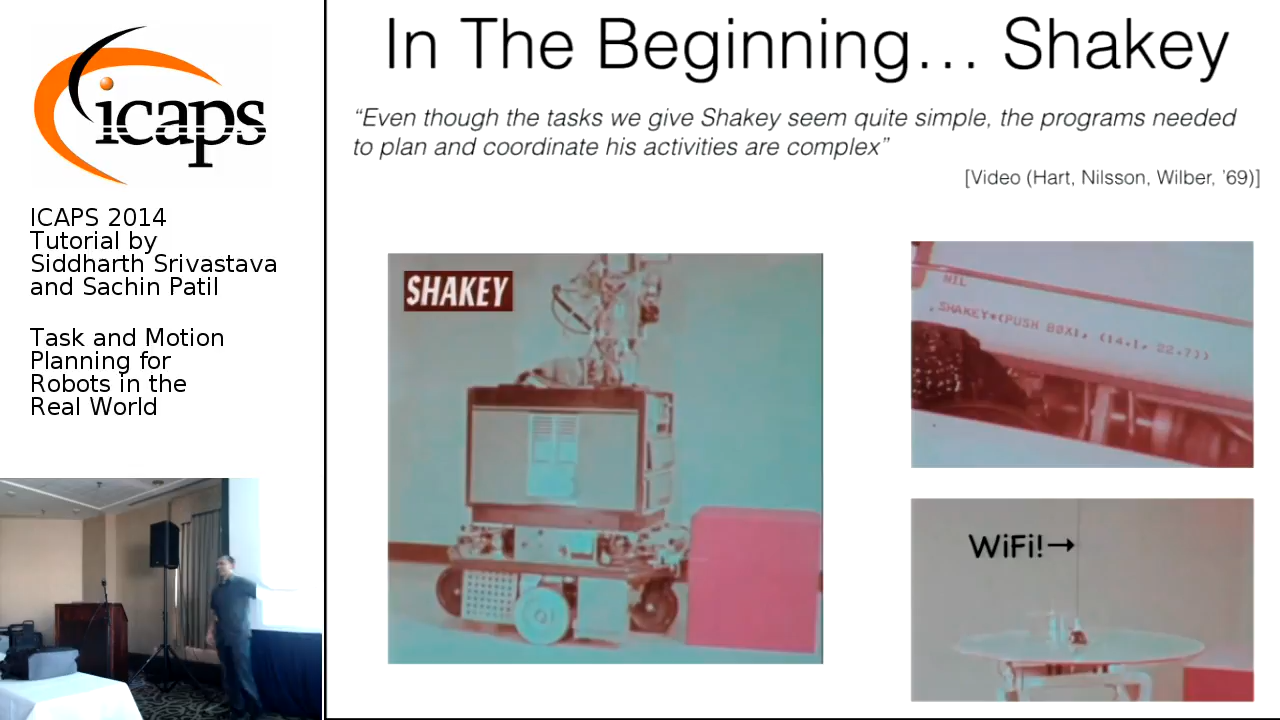 icaps
ICAPS 2014
Tutorial by
Siddharth Srivastava
and Sachin Patil
Task and Motion
Planning for
Robots in the
Real World
In The Beginning… Shakey
“Even though the tasks we give Shakey seem quite simple, the programs needed
to plan and coordinate his activities are complex”
[Video (Hart, Nilsson, Wilber, ’69)]
SHAKEY
NIL
SHAKEY*(PUSH BOX1, (14.1, 22.7))
WiFi!→